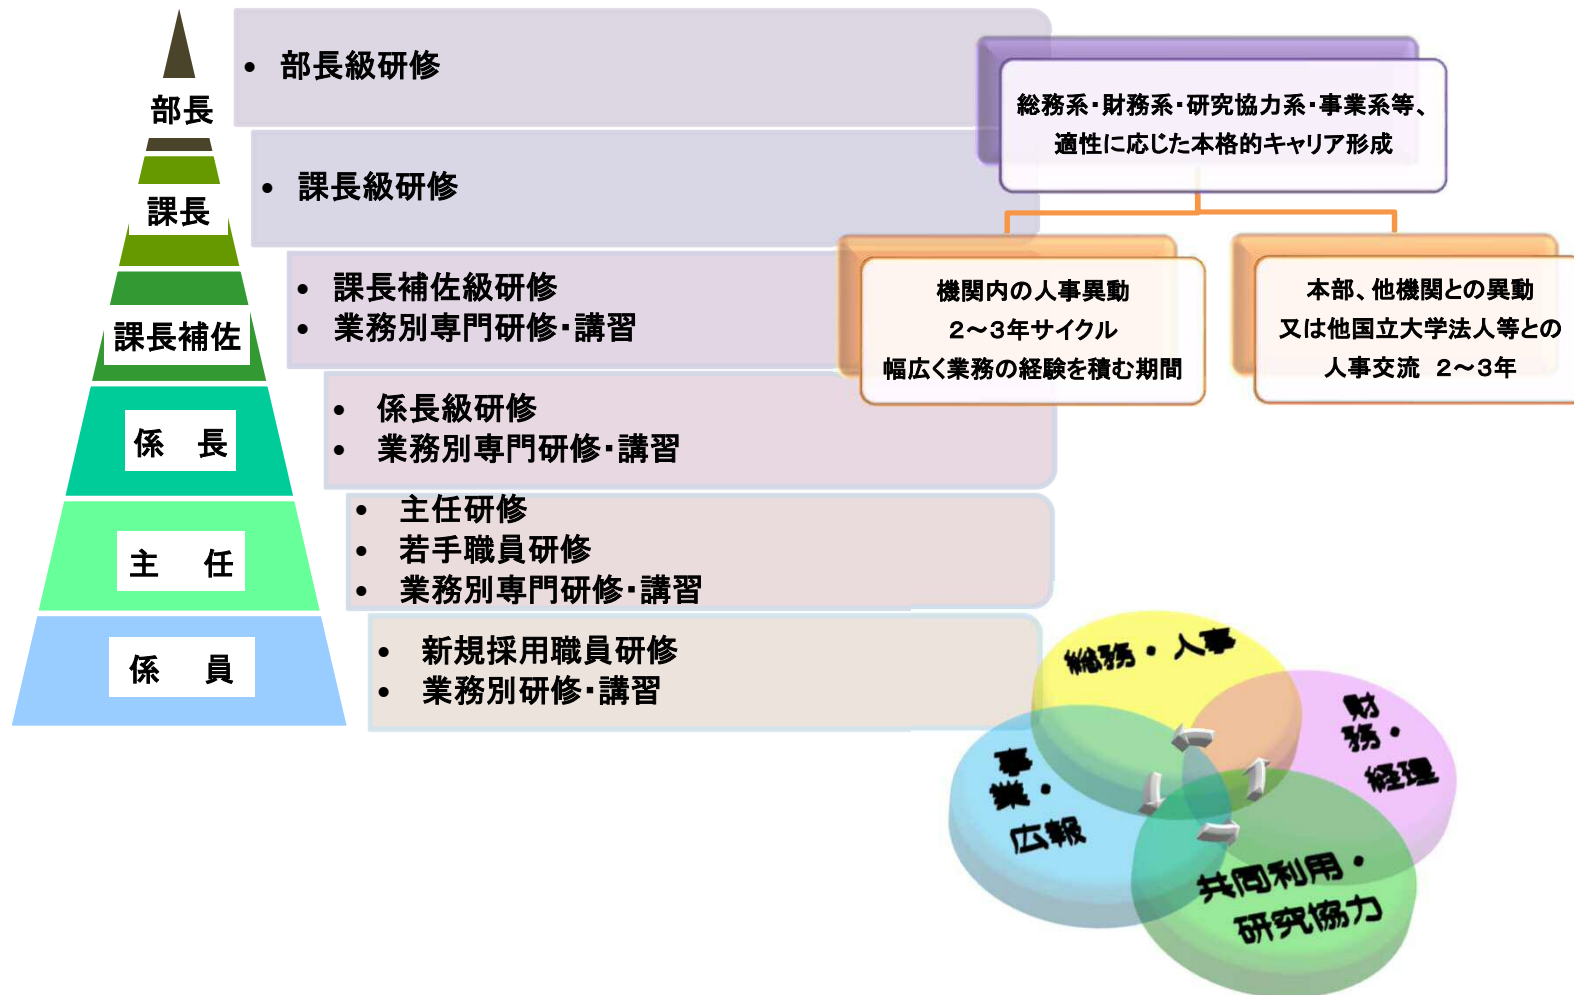 部長
・ 部長級研修
課長
・ 課長級研修
課長補佐
・ 課長補佐級研修
・ 業務別専門研修・講習
係 長
・ 係長級研修
・ 業務別専門研修・講習
主 任
・ 主任研修
・ 若手職員研修
・ 業務別専門研修・講習
係 員
・ 新規採用職員研修
・ 業務別研修・講習
総務系・財務系・研究協力系・事業系等、
適性に応じた本格的キャリア形成
機関内の人事異動
2～3年サイクル
幅広く業務の経験を積む期間
本部、他機関との異動
又は他国立大学法人等との
人事交流 2～3年
総務・人事
財
務・
経理
事
業・
広報
共同利用・
研究協力